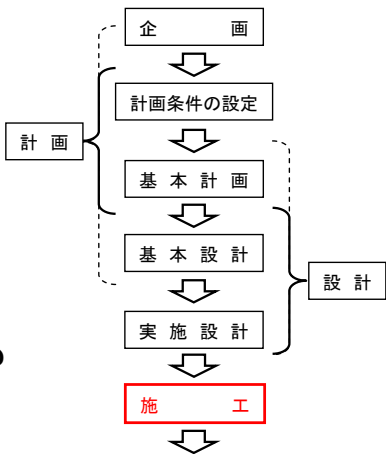 企　　　画
計画条件の設定
計 画
基 本 計 画
基 本 設 計
設 計
実 施 設 計
施　　　工